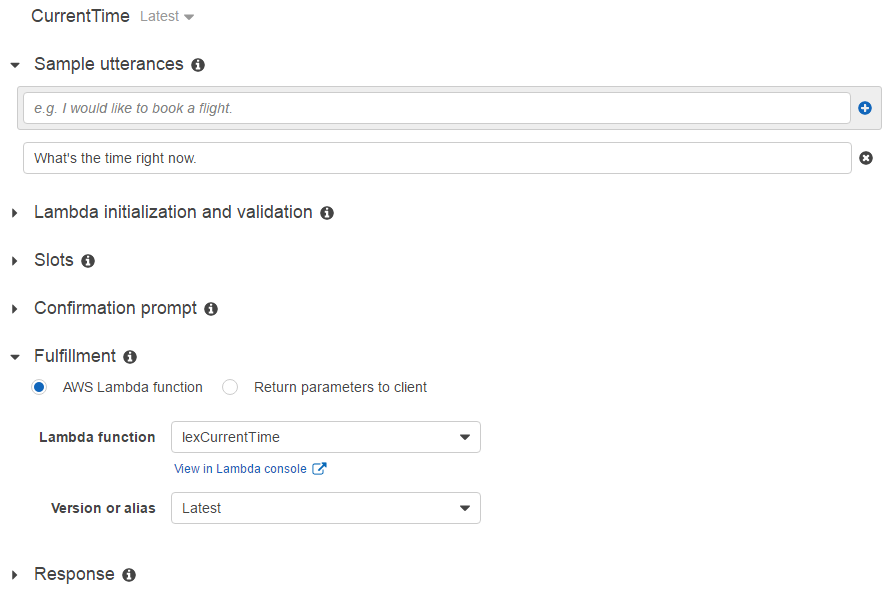 CurrentTime Latest
Sample utterances
e.g. I would like to book a flight.
What's the time right now.
Lambda initialization and validation
Slots
Confirmation prompt
Fulfillment
AWS Lambda function Return parameters to client
Lambda function lexCurrentTime
View in Lambda console
Version or alias Latest
Response